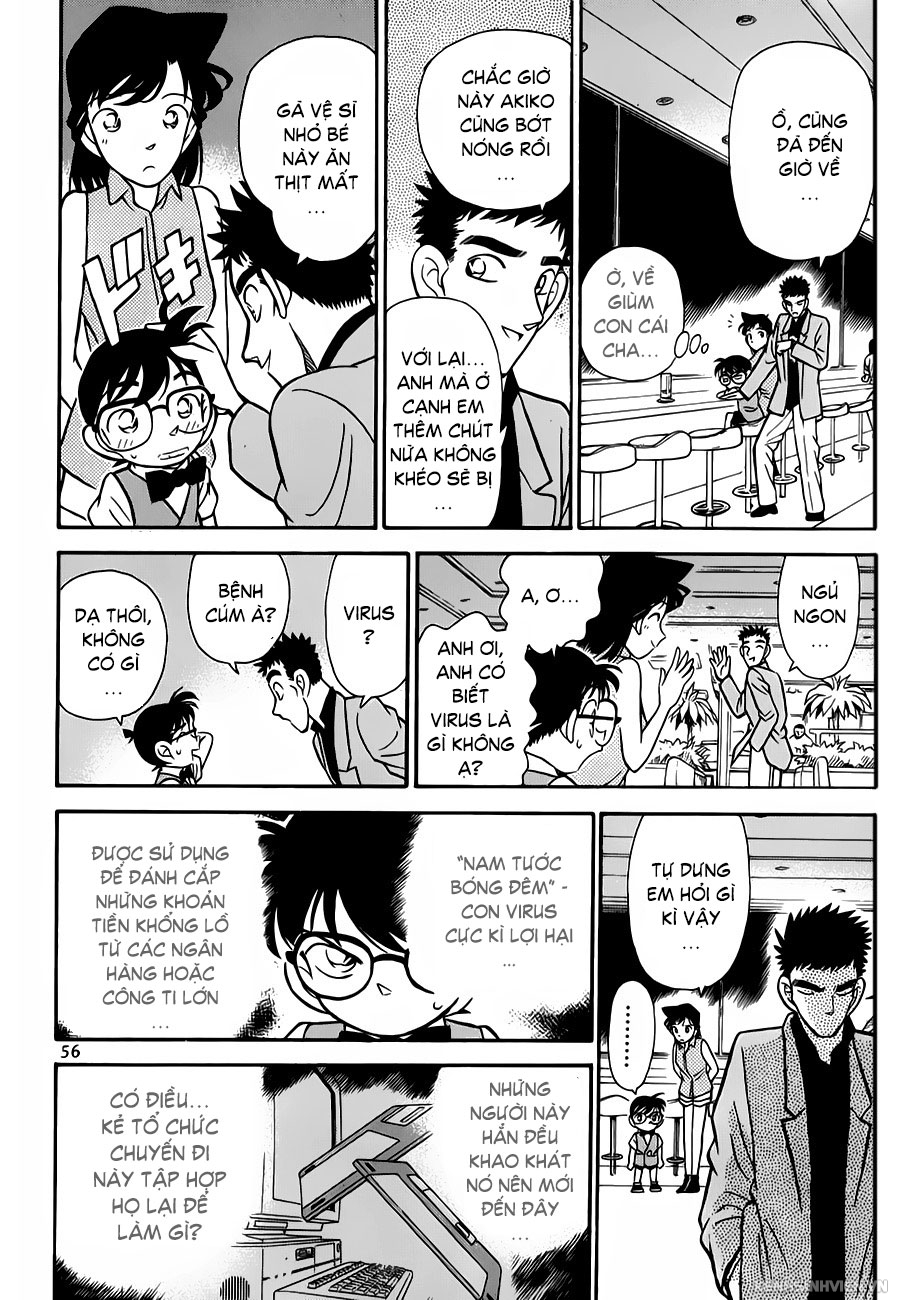 Ồ, CŨNG
ĐÃ ĐẾN
GIỜ VỀ
Ờ, VỀ
GIÙM
CON CÁI
CHA...
CHẮC GIỜ
NÀY AKIKO
CŨNG BỚT
NÓNG RỒI
...
VỚI LẠI...
ANH MÀ Ở
CẠNH EM
THÊM CHÚT
NỮA KHÔNG
KHÉO SẼ BỊ
...
GÃ VỆ SĨ
NHỎ BÉ
NÀY ĂN
THỊT MẤT
...
ドキ
NGỦ
NGON
A, Ơ...
ANH ƠI,
ANH CÓ
BIẾT
VIRUS LÀ
GÌ KHÔNG
Ạ?
VIRUS
?
BỆNH
CÚM À?
DẠ THÔI,
KHÔNG
CÓ GÌ
...
TỰ DƯNG
EM HỎI GÌ
KÌ VẬY
...
........
"NAM TƯỚC
BÓNG ĐÊM" -
CON VIRUS
CỰC KÌ LỢI HẠI
...
ĐƯỢC SỬ DỤNG
ĐỂ ĐÁNH CẮP
NHỮNG KHOẢN
TIỀN KHỔNG LỒ
TỪ CÁC NGÂN
HÀNG HOẶC
CÔNG TI LỚN
...
56
NHỮNG
NGƯỜI NÀY
HẲN ĐỀU
KHAO KHÁT
NÓ NÊN MỚI
ĐẾN ĐÂY
...
CÓ ĐIỀU...
KẺ TỔ CHỨC
CHUYẾN ĐI
NÀY TẬP HỢP
HỌ LẠI ĐỂ
LÀM GÌ?